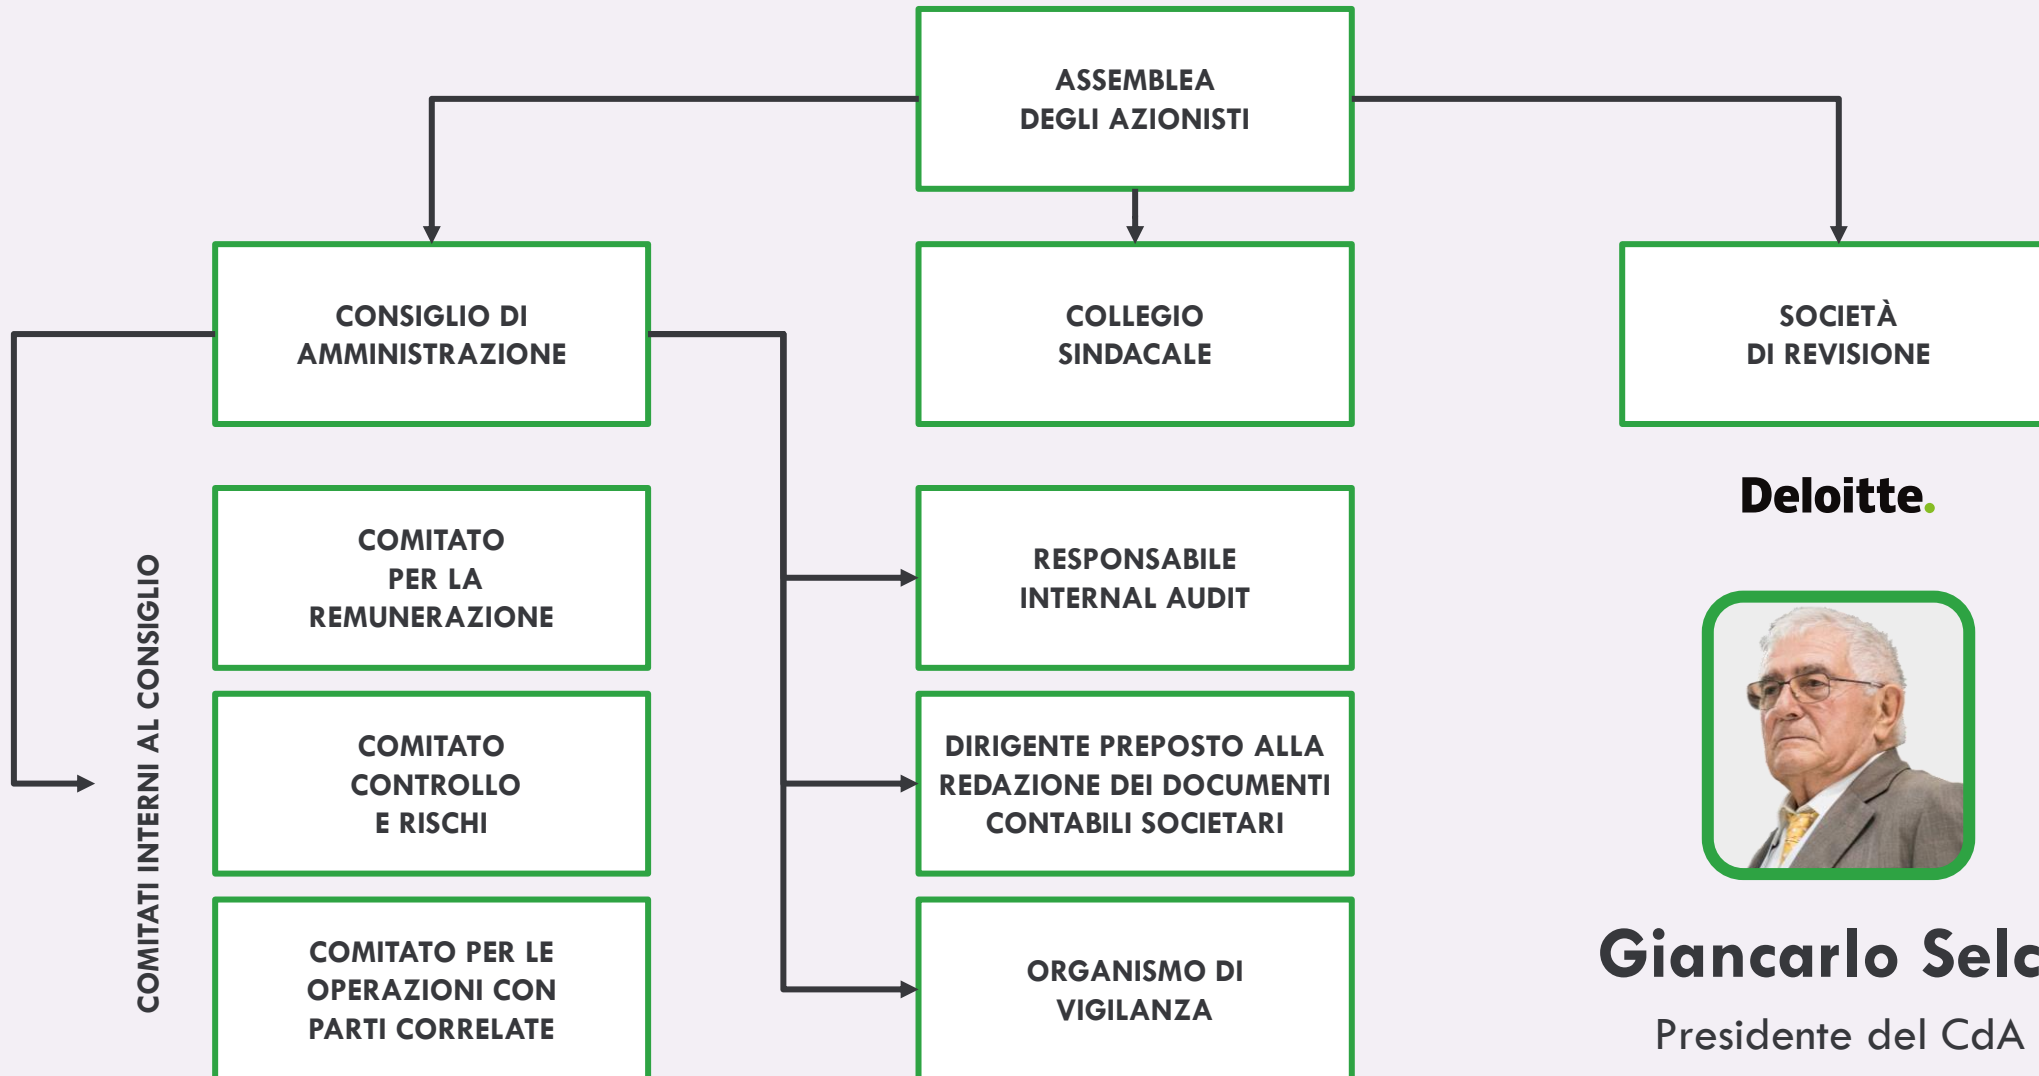 ASSEMBLEA
DEGLI AZIONISTI
CONSIGLIO DI
AMMINISTRAZIONE
COLLEGIO
SINDACALE
SOCIETÀ
DI REVISIONE
Deloitte.
COMITATI INTERNI AL CONSIGLIO
COMITATO
PER LA
REMUNERAZIONE
COMITATO
CONTROLLO
E RISCHI
COMITATO PER LE
OPERAZIONI CON
PARTI CORRELATE
RESPONSABILE
INTERNAL AUDIT
DIRIGENTE PREPOSTO ALLA
REDAZIONE DEI DOCUMENTI
CONTABILI SOCIETARI
ORGANISMO DI
VIGILANZA
Giancarlo Selc
Presidente del CdA